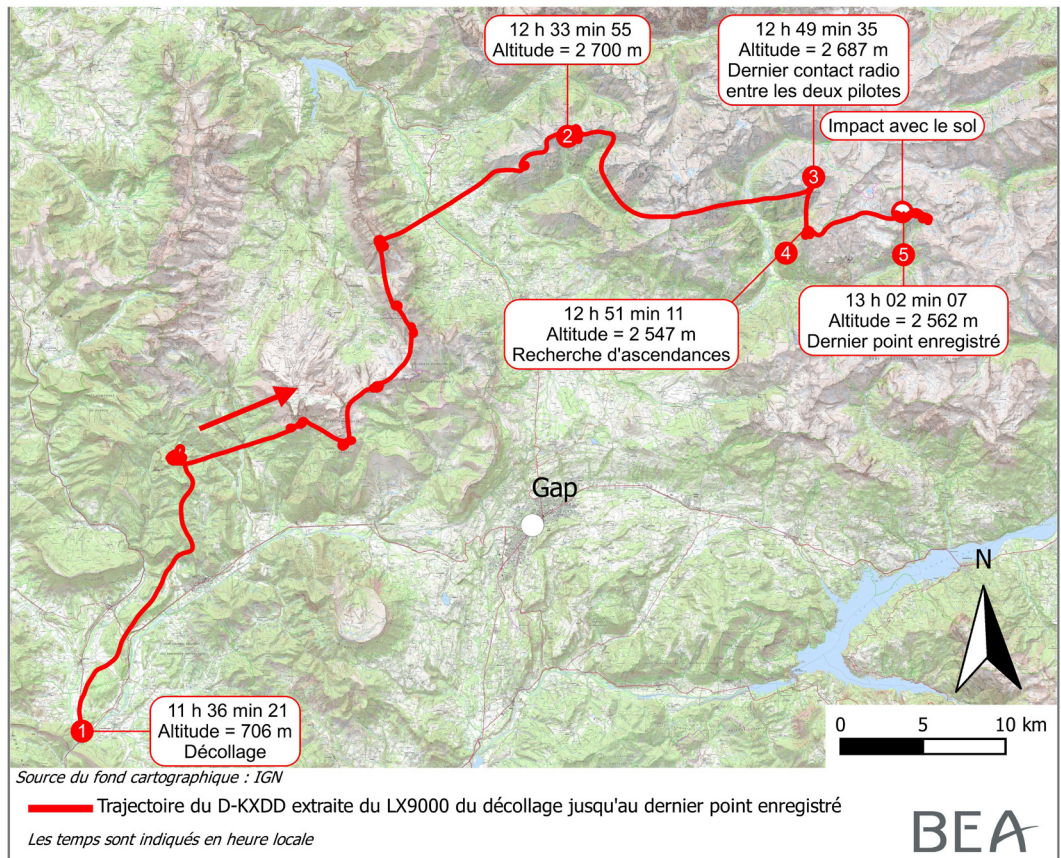 12 h 33 min 55
Altitude = 2 700 m
12 h 49 min 35
Altitude = 2 687 m
Dernier contact radio
entre les deux pilotes
Impact avec le sol
2
3
4
5
12 h 51 min 11
Altitude = 2 547 m
Recherche d'ascendances
13 h 02 min 07
Altitude = 2 562 m
Dernier point enregistré
Gap
N
1
11 h 36 min 21
Altitude = 706 m
Décollage
0 5 10 km
Source du fond cartographique : IGN
Trajectoire du D-KXDD extraite du LX9000 du décollage jusqu'au dernier point enregistré
Les temps sont indiqués en heure locale
BEA